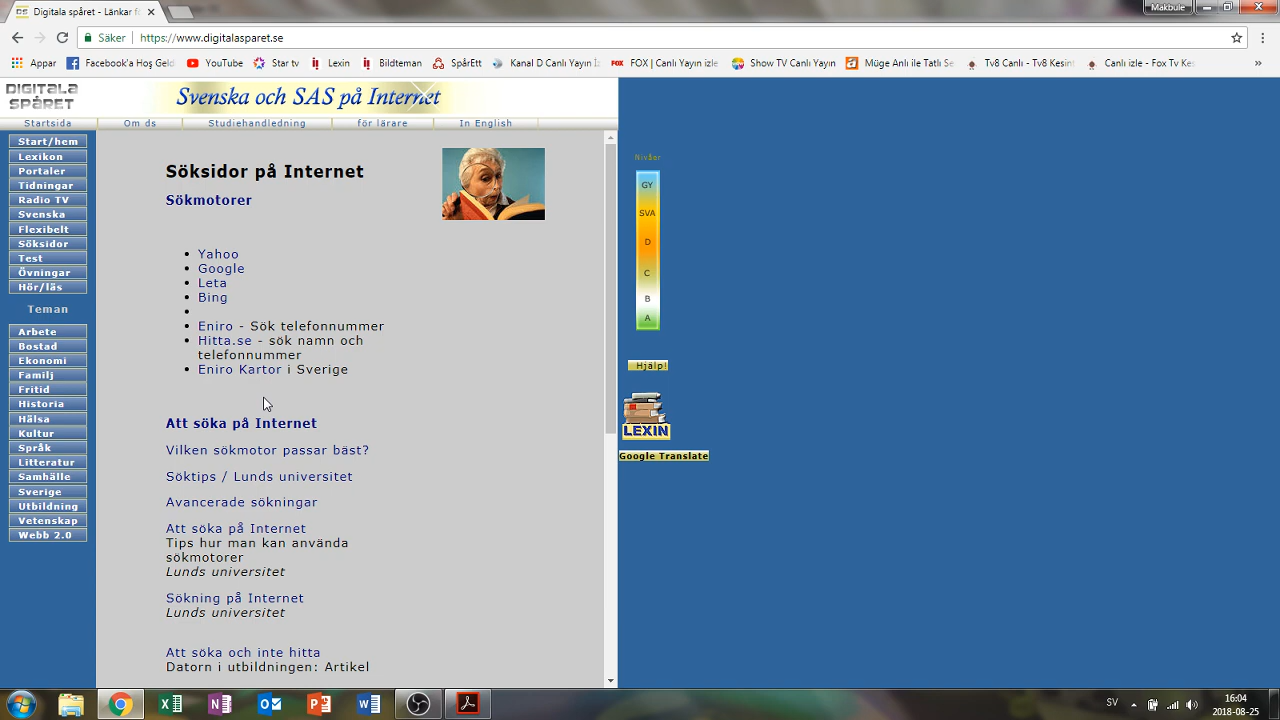 Digitala spåret - Länkar fö
Makbule
Säker
https://www.digitalasparet.se
Appar
Facebook'a Hoş Geld
YouTube
Star tv
Lexin
Bildteman
SpårEtt
Kanal D Canlı Yayın İz
FOX | Canlı Yayın izle
Show TV Canlı Yayın
Müge Anlı ile Tatlı Se
Tv8 Canlı - Tv8 Kesint
Canlı izle - Fox Tv Kes
DIGITALA
SPÅRET
Svenska och SAS på Internet
Startsida
Om ds
Studiehandledning
för lärare
In English
Start/hem
Lexikon
Portaler
Tidningar
Radio TV
Svenska
Flexibelt
Söksidor
Test
Övningar
Hör/läs
Teman
Arbete
Bostad
Ekonomi
Familj
Fritid
Historia
Hälsa
Kultur
Språk
Litteratur
Samhälle
Sverige
Utbildning
Vetenskap
Webb 2.0
Söksidor på Internet
Sökmotorer
Yahoo
Google
Leta
Bing
Eniro - Sök telefonnummer
Hitta.se - sök namn och
telefonnummer
Eniro Kartor i Sverige
Att söka på Internet
Vilken sökmotor passar bäst?
Söktips / Lunds universitet
Avancerade sökningar
Att söka på Internet
Tips hur man kan använda
sökmotorer
Lunds universitet
Sökning på Internet
Lunds universitet
Att söka och inte hitta
Datorn i utbildningen: Artikel
Nivåer
GY
SVA
D
C
B
A
Hjälp!
LEXIN
Google Translate
SV
16:04
2018-08-25